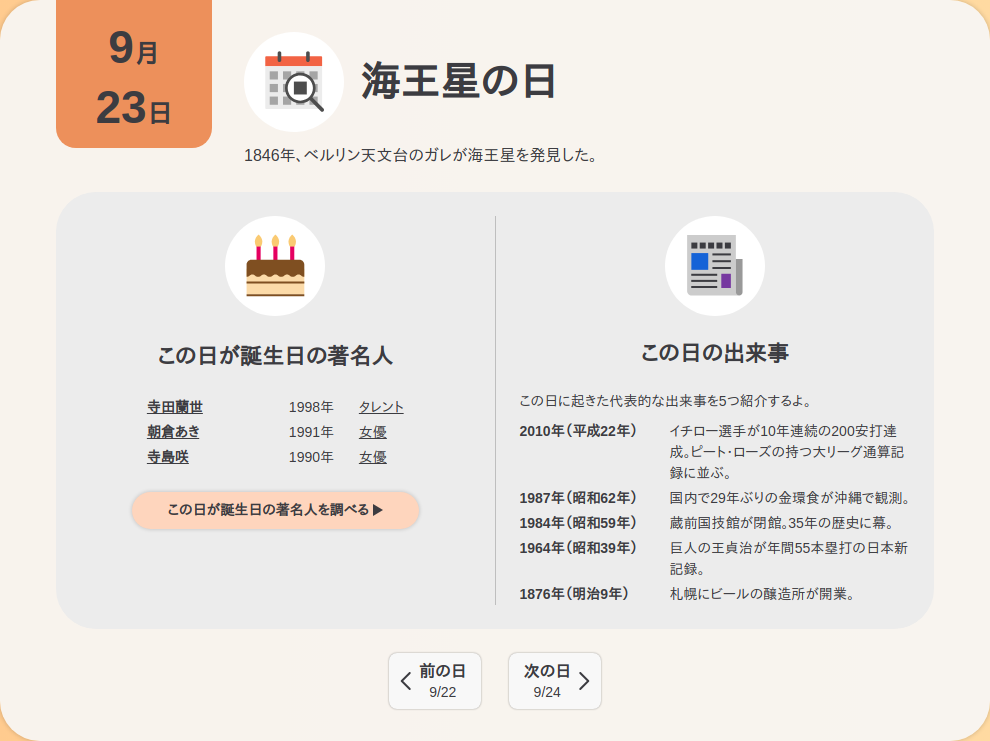 9月
23日
海王星の日
1846年、ベルリン天文台のガレが海王星を発見した。
この日が誕生日の著名人
寺田蘭世 1998年 タレント
朝倉あき 1991年 女優
寺島咲 1990年 女優
この日が誕生日の著名人を調べる▶
この日の出来事
この日に起きた代表的な出来事を5つ紹介するよ。
2010年（平成22年） イチロー選手が10年連続の200安打達
成。ピート・ローズの持つ大リーグ通算記
録に並ぶ。
1987年（昭和62年） 国内で29年ぶりの金環食が沖縄で観測。
1984年（昭和59年） 蔵前国技館が閉館。35年の歴史に幕。
1964年（昭和39年） 巨人の王貞治が年間55本塁打の日本新
記録。
1876年（明治9年） 札幌にビールの醸造所が開業。
前の日
9/22
次の日
9/24